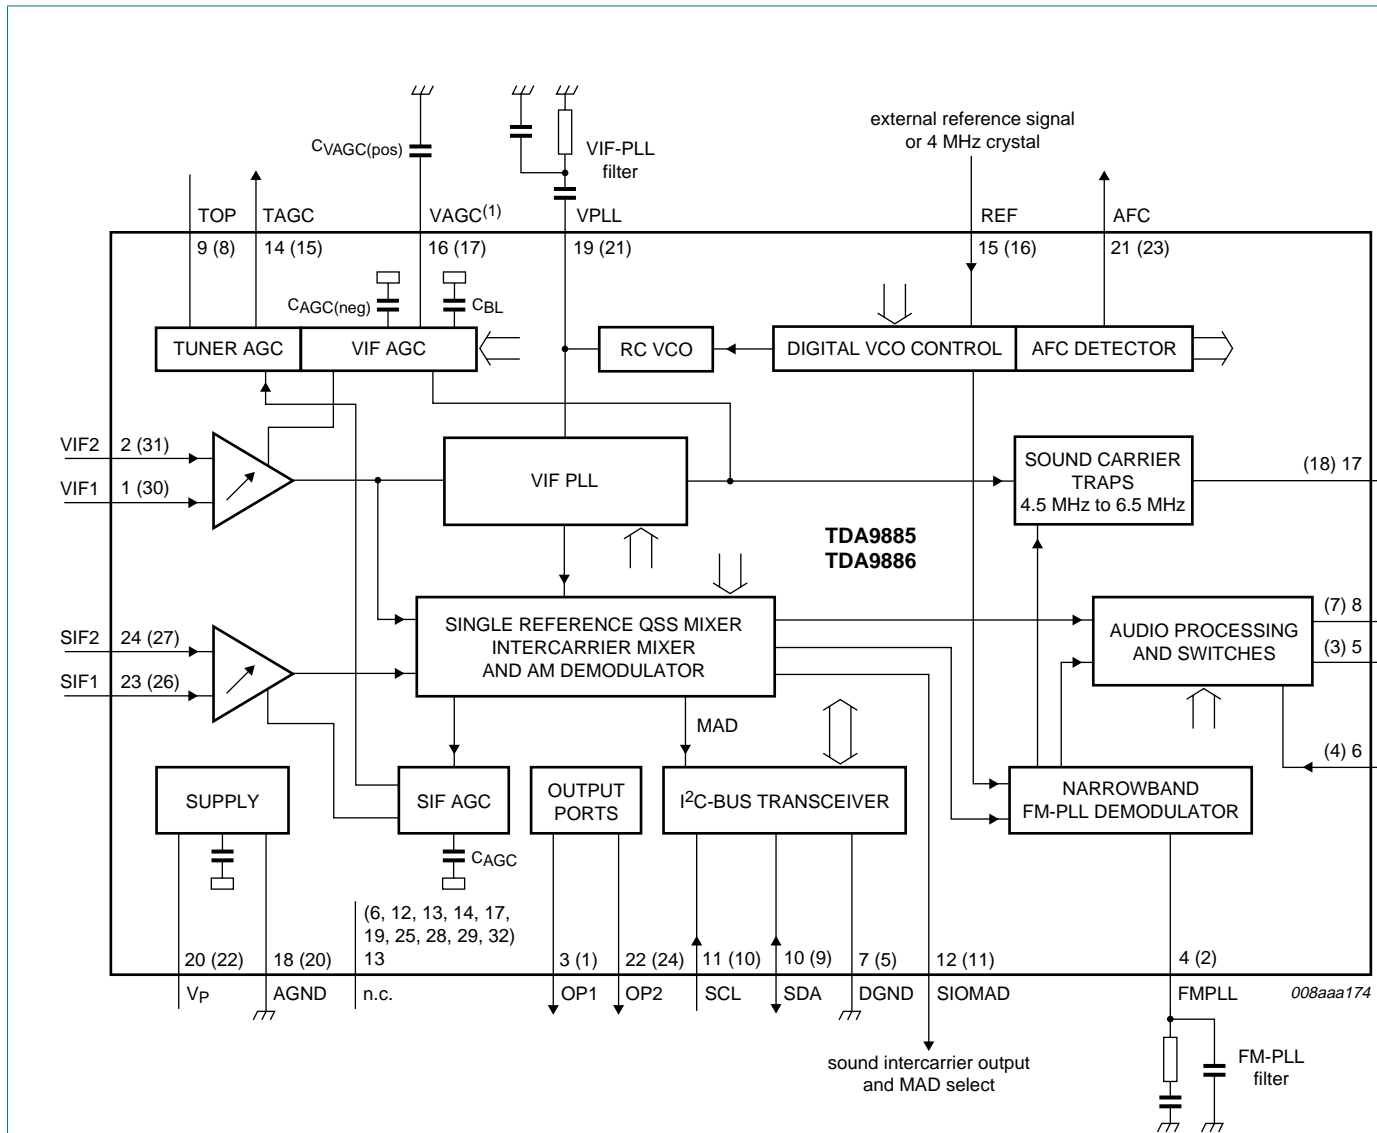 external reference signal
or 4 MHz crystal
CVAGC(pos)
VIF-PLL
filter
TOP
TAGC
VAGC(1)
VPLL
REF
AFC
9 (8)
14 (15)
16 (17)
19 (21)
15 (16)
21 (23)
CAGC(neg)
CBL
TUNER AGC
VIF AGC
RC VCO
DIGITAL VCO CONTROL
AFC DETECTOR
VIF2
2 (31)
VIF1
1 (30)
VIF PLL
SOUND CARRIER
TRAPS
4.5 MHz to 6.5 MHz
(18) 17
TDA9885
TDA9886
SIF2
24 (27)
SIF1
23 (26)
SINGLE REFERENCE QSS MIXER
INTERCARRIER MIXER
AND AM DEMODULATOR
AUDIO PROCESSING
AND SWITCHES
(7) 8
(3) 5
(4) 6
MAD
SUPPLY
SIF AGC
OUTPUT
PORTS
I2C-BUS TRANSCEIVER
NARROWBAND
FM-PLL DEMODULATOR
CAGC
(6, 12, 13, 14, 17,
19, 25, 28, 29, 32)
13
20 (22)
18 (20)
3 (1)
22 (24)
11 (10)
10 (9)
7 (5)
12 (11)
4 (2)
VP
AGND
n.c.
OP1
OP2
SCL
SDA
DGND
SIOMAD
FMPLL
008aaa174
sound intercarrier output
and MAD select
FM-PLL
filter